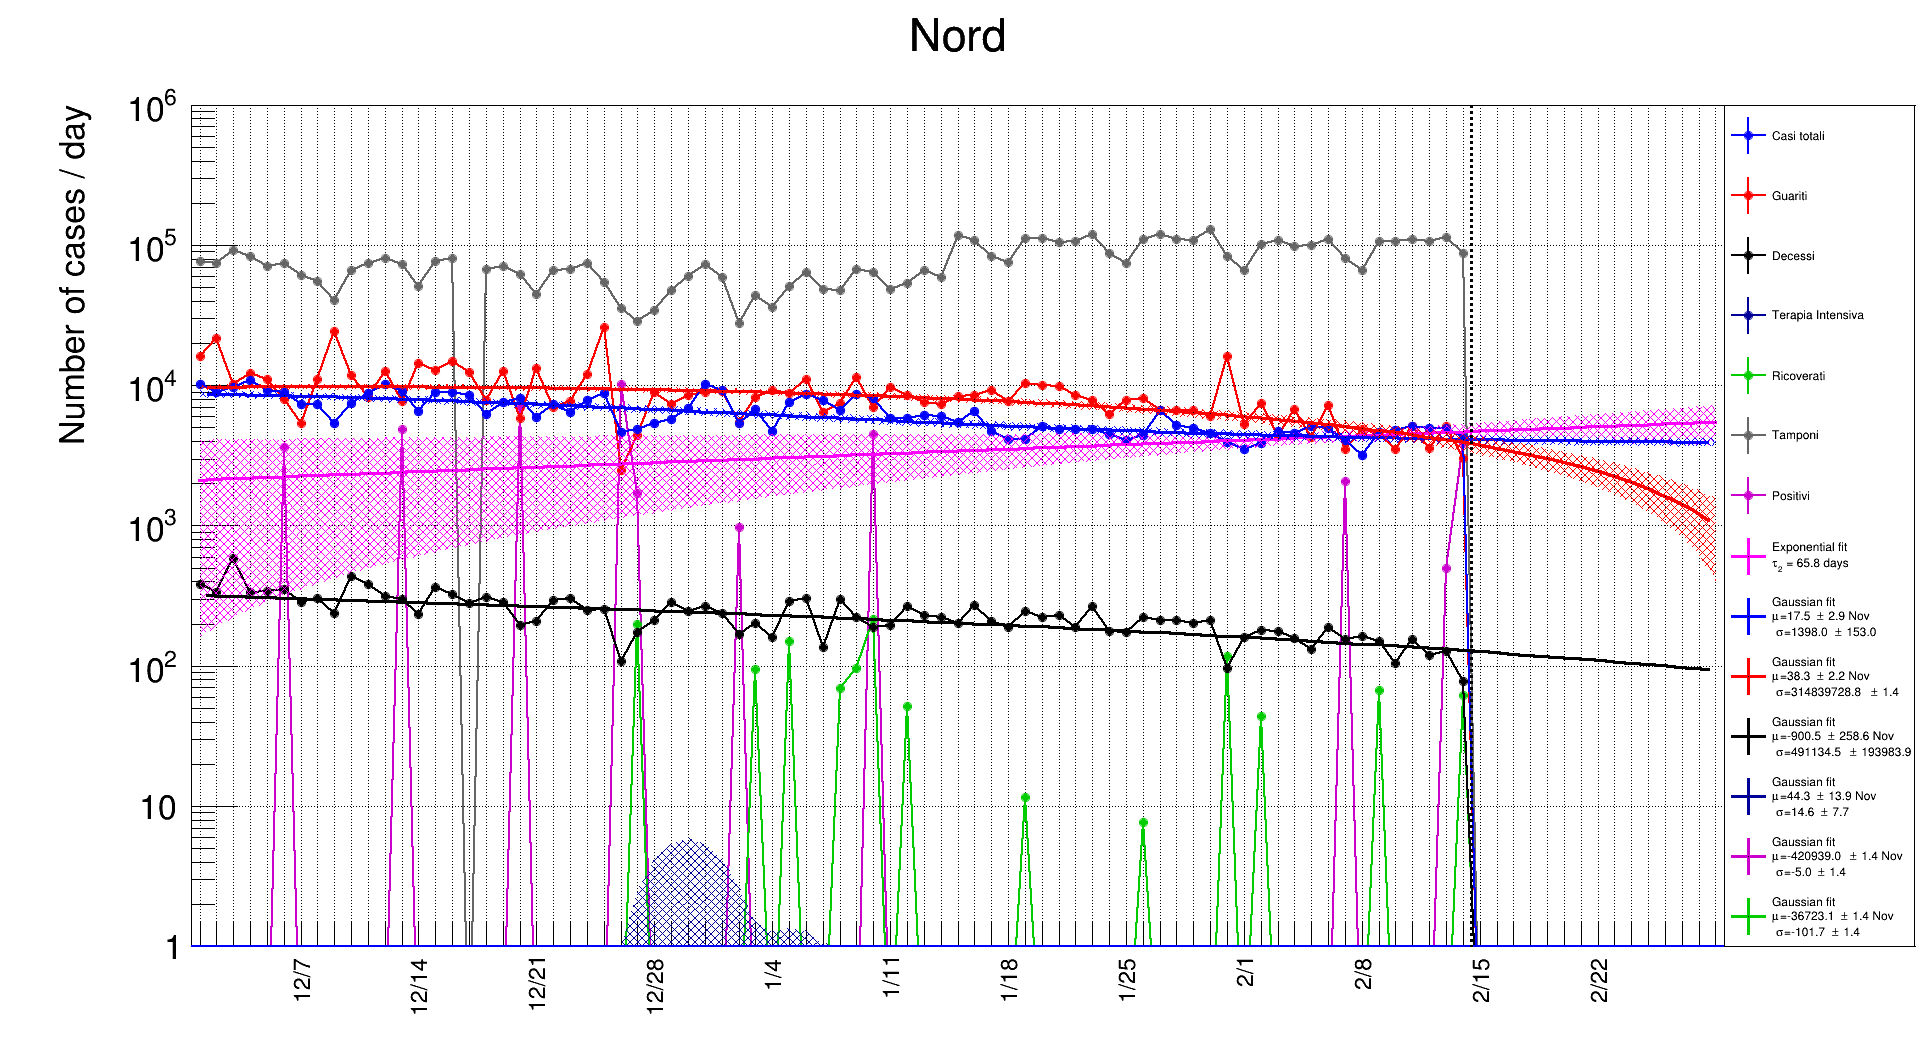 Nord
Number of cases / day
10^6
10^5
10^4
10^3
10^2
10
1
12/7
12/14
12/21
12/28
1/4
1/11
1/18
1/25
2/1
2/8
2/15
2/22
Casi totali
Guariti
Decessi
Terapia Intensiva
Ricoverati
Tamponi
Positivi
Exponential fit
τ_2 = 65.8 days
Gaussian fit
μ=17.5 ± 2.9 Nov
σ=1398.0 ± 153.0
Gaussian fit
μ=38.3 ± 2.2 Nov
σ=314839728.8 ± 1.4
Gaussian fit
μ=-900.5 ± 258.6 Nov
σ=491134.5 ± 193983.9
Gaussian fit
μ=44.3 ± 13.9 Nov
σ=14.6 ± 7.7
Gaussian fit
μ=-420939.0 ± 1.4 Nov
σ=-5.0 ± 1.4
Gaussian fit
μ=-36723.1 ± 1.4 Nov
σ=-101.7 ± 1.4